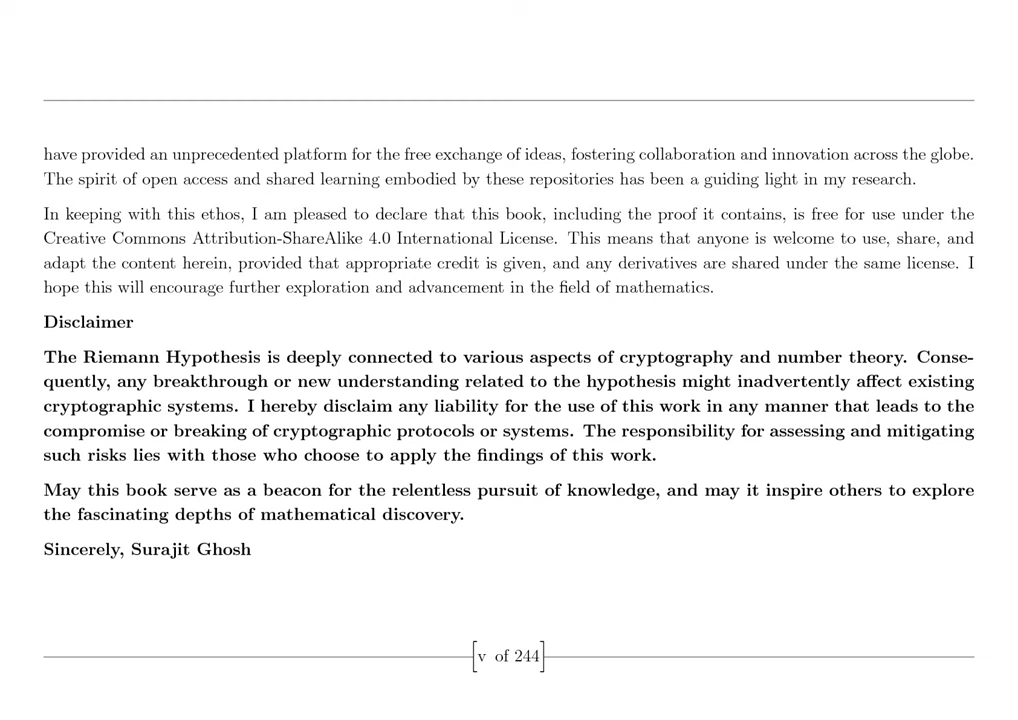 have provided an unprecedented platform for the free exchange of ideas, fostering collaboration and innovation across the globe.
The spirit of open access and shared learning embodied by these repositories has been a guiding light in my research.
In keeping with this ethos, I am pleased to declare that this book, including the proof it contains, is free for use under the
Creative Commons Attribution-ShareAlike 4.0 International License. This means that anyone is welcome to use, share, and
adapt the content herein, provided that appropriate credit is given, and any derivatives are shared under the same license. I
hope this will encourage further exploration and advancement in the field of mathematics.
Disclaimer
The Riemann Hypothesis is deeply connected to various aspects of cryptography and number theory. Conse-
quently, any breakthrough or new understanding related to the hypothesis might inadvertently affect existing
cryptographic systems. I hereby disclaim any liability for the use of this work in any manner that leads to the
compromise or breaking of cryptographic protocols or systems. The responsibility for assessing and mitigating
such risks lies with those who choose to apply the findings of this work.
May this book serve as a beacon for the relentless pursuit of knowledge, and may it inspire others to explore
the fascinating depths of mathematical discovery.
Sincerely, Surajit Ghosh
[v of 244]